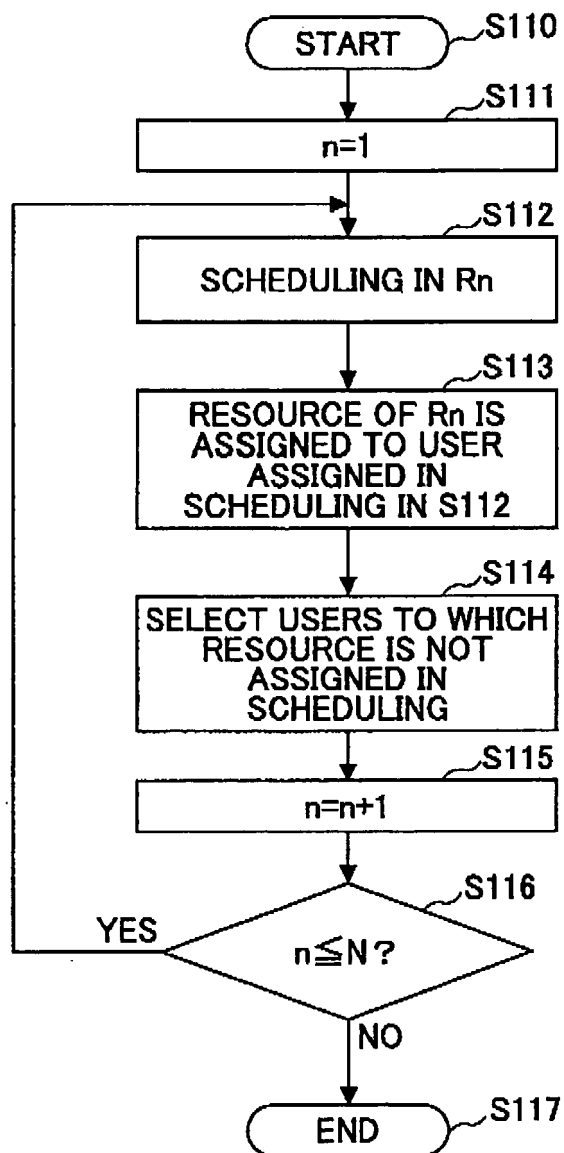 START
S110
S111
n=1
S112
SCHEDULING IN Rn
S113
RESOURCE OF Rn IS
ASSIGNED TO USER
ASSIGNED IN
SCHEDULING IN S112
S114
SELECT USERS TO WHICH
RESOURCE IS NOT
ASSIGNED IN
SCHEDULING
S115
n=n+1
S116
YES
n≦N?
NO
END
S117